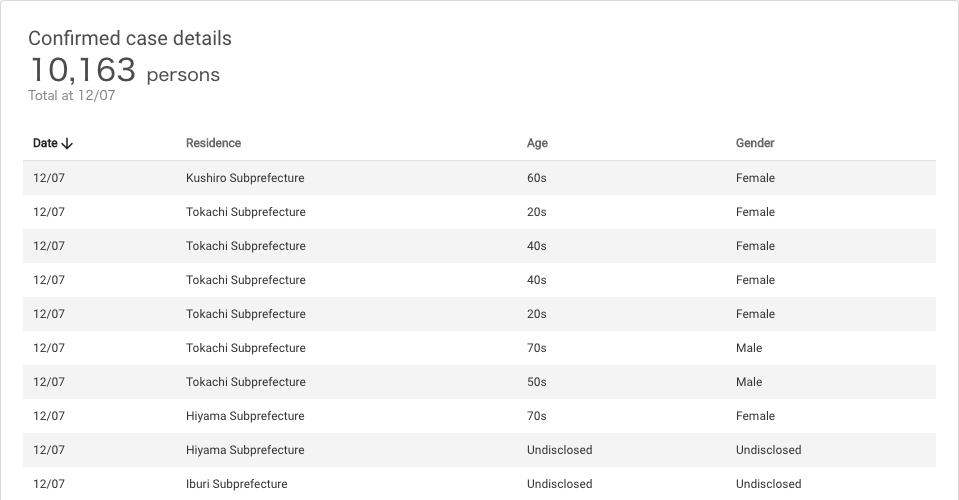 Confirmed case details
10,163 persons
Total at 12/07
Date Residence Age Gender
12/07 Kushiro Subprefecture 60s Female
12/07 Tokachi Subprefecture 20s Female
12/07 Tokachi Subprefecture 40s Female
12/07 Tokachi Subprefecture 40s Female
12/07 Tokachi Subprefecture 20s Female
12/07 Tokachi Subprefecture 70s Male
12/07 Tokachi Subprefecture 50s Male
12/07 Hiyama Subprefecture 70s Female
12/07 Hiyama Subprefecture Undisclosed Undisclosed
12/07 Iburi Subprefecture Undisclosed Undisclosed